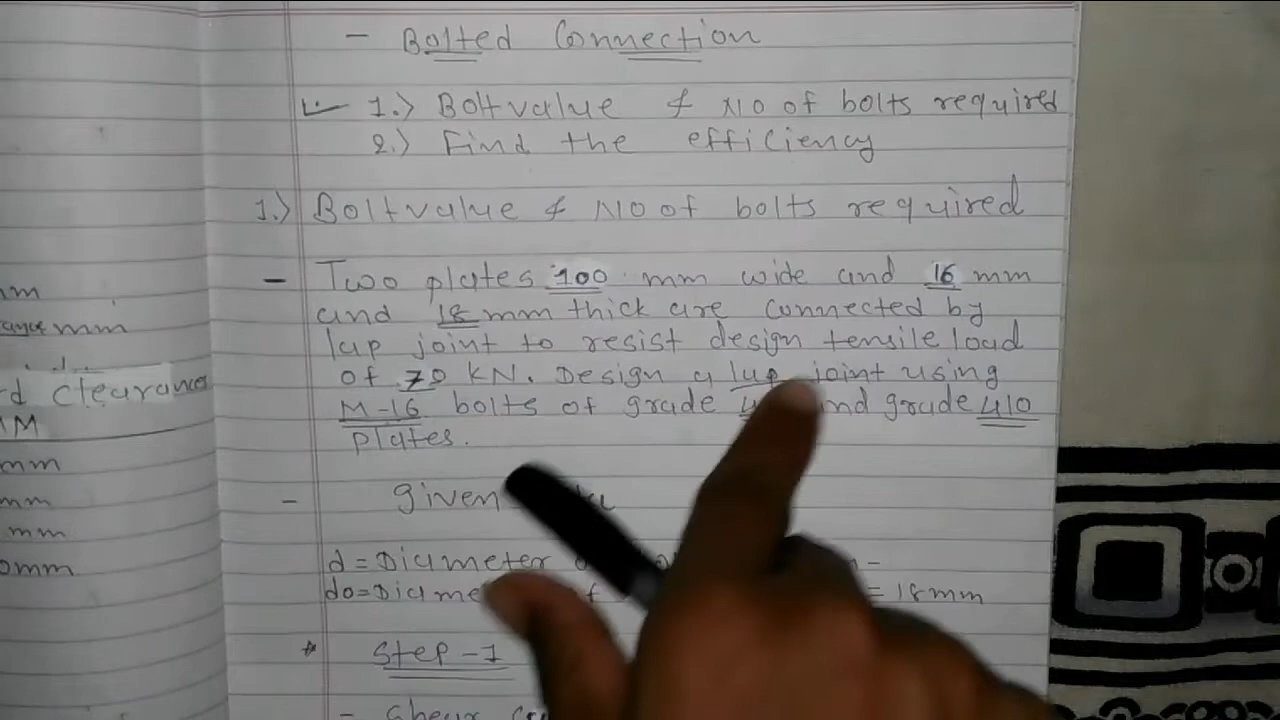 - Bolted Connection
1.) Boltvalue & No of bolts required
2.) Find the efficiency
1.) Boltvalue & No of bolts required
- Two plates 100 mm wide and 16 mm
and 18 mm thick are connected by
lap joint to resist design tensile load
of 70 KN. Design a lap joint using
M-16 bolts of grade and grade 410
plates.
- given
d = Diameter
do = Diame = 18mm
* Step-1
- Shear
mm
mm
d clearances
M
mm
mm
mm
0mm